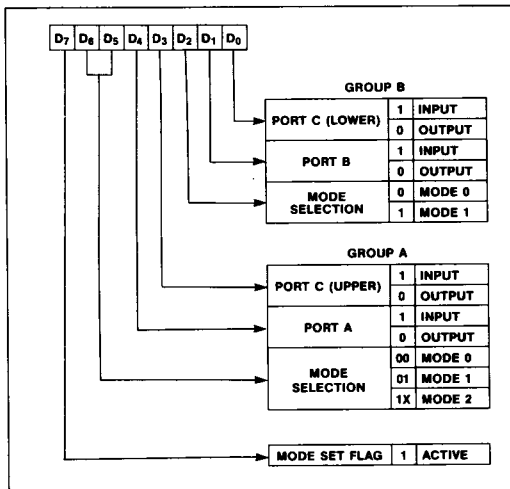 D7 D6 D5 D4 D3 D2 D1 D0
GROUP B
PORT C (LOWER)
1 INPUT
0 OUTPUT
PORT B
1 INPUT
0 OUTPUT
MODE SELECTION
0 MODE 0
1 MODE 1
GROUP A
PORT C (UPPER)
1 INPUT
0 OUTPUT
PORT A
1 INPUT
0 OUTPUT
MODE SELECTION
00 MODE 0
01 MODE 1
1X MODE 2
MODE SET FLAG 1 ACTIVE